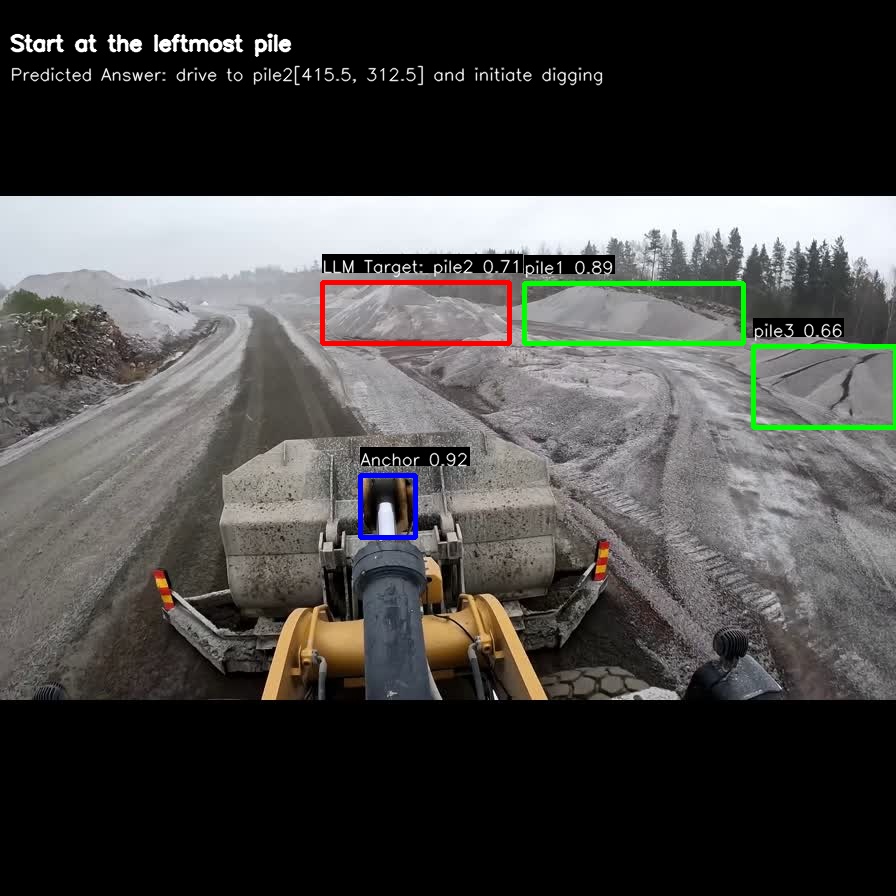 Start at the leftmost pile
Predicted Answer: drive to pile2[415.5, 312.5] and initiate digging
LLM Target: pile2 0.71
pile1 0.89
pile3 0.66
Anchor 0.92